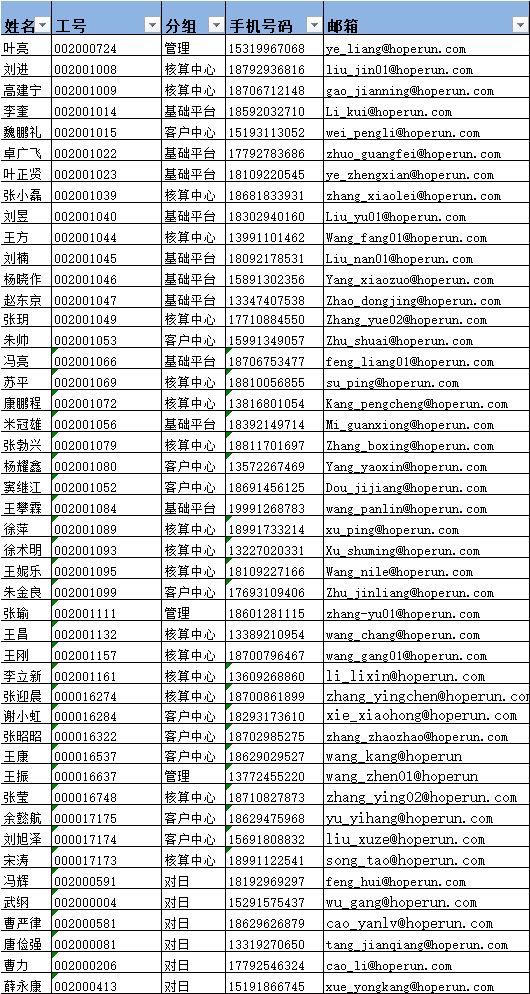 姓名 工号 分组 手机号码 邮箱
叶亮 002000724 管理 15319967068 ye_liang@hoperun.com
刘进 002001008 核算中心 18792936816 liu_jin01@hoperun.com
高建宁 002001009 核算中心 18706712148 gao_jianning@hoperun.com
李奎 002001014 基础平台 18592032710 Li_kui@hoperun.com
魏鹏礼 002001015 客户中心 15193113052 wei_pengli@hoperun.com
卓广飞 002001022 基础平台 17792783686 zhuo_guangfei@hoperun.com
叶正贤 002001023 基础平台 18109220545 ye_zhengxian@hoperun.com
张小磊 002001039 核算中心 18681833931 zhang_xiaolei@hoperun.com
刘昱 002001040 基础平台 18302940160 Liu_yu01@hoperun.com
王方 002001044 核算中心 13991101462 Wang_fang01@hoperun.com
刘楠 002001045 基础平台 18092178531 Liu_nan01@hoperun.com
杨晓作 002001046 基础平台 15891302356 Yang_xiaozuo@hoperun.com
赵东京 002001047 基础平台 13347407538 Zhao_dongjing@hoperun.com
张玥 002001049 核算中心 17710884550 Zhang_yue02@hoperun.com
朱帅 002001053 客户中心 15991349057 Zhu_shuai@hoperun.com
冯亮 002001066 基础平台 18706753477 feng_liang01@hoperun.com
苏平 002001069 核算中心 18810056855 su_ping@hoperun.com
康鹏程 002001072 核算中心 13816801054 Kang_pengcheng@hoperun.com
米冠雄 002001056 基础平台 18392149714 Mi_guanxiong@hoperun.com
张勃兴 002001079 核算中心 18811701697 Zhang_boxing@hoperun.com
杨耀鑫 002001080 客户中心 13572267469 Yang_yaoxin@hoperun.com
窦继江 002001052 客户中心 18691456125 Dou_jijiang@hoperun.com
王攀霖 002001084 基础平台 19991268783 wang_panlin@hoperun.com
徐萍 002001089 核算中心 18991733214 xu_ping@hoperun.com
徐术明 002001093 核算中心 13227020331 Xu_shuming@hoperun.com
王妮乐 002001095 核算中心 18109227166 Wang_nile@hoperun.com
朱金良 002001099 客户中心 17693109406 Zhu_jinliang@hoperun.com
张瑜 002001111 管理 18601281115 zhang-yu01@hoperun.com
王昌 002001132 核算中心 13389210954 wang_chang@hoperun.com
王刚 002001157 核算中心 18700796467 wang_gang01@hoperun.com
李立新 002001161 核算中心 13609268860 li_lixin@hoperun.com
张迎晨 000016274 核算中心 18700861899 zhang_yingchen@hoperun.com
谢小虹 000016284 客户中心 18293173610 xie_xiaohong@hoperun.com
张昭昭 000016322 客户中心 18702985275 zhang_zhaozhao@hoperun.com
王康 000016537 客户中心 18629029527 wang_kang@hoperun
王振 000016637 管理 13772455220 wang_zhen01@hoperun
张莹 000016748 核算中心 18710827873 zhang_ying02@hoperun.com
余懿航 000017175 客户中心 18629475968 yu_yihang@hoperun.com
刘旭泽 000017174 客户中心 15691808832 liu_xuze@hoperun.com
宋涛 000017173 核算中心 18991122541 song_tao@hoperun.com
冯辉 002000591 对日 18192969297 feng_hui@hoperun.com
武纲 002000004 对日 15291575437 wu_gang@hoperun.com
曹严律 002000581 对日 18629626879 cao_yanlv@hoperun.com
唐俭强 002000081 对日 13319270650 tang_jianqiang@hoperun.com
曹力 002000206 对日 17792546324 cao_li@hoperun.com
薛永康 002000413 对日 15191866745 xue_yongkang@hoperun.com